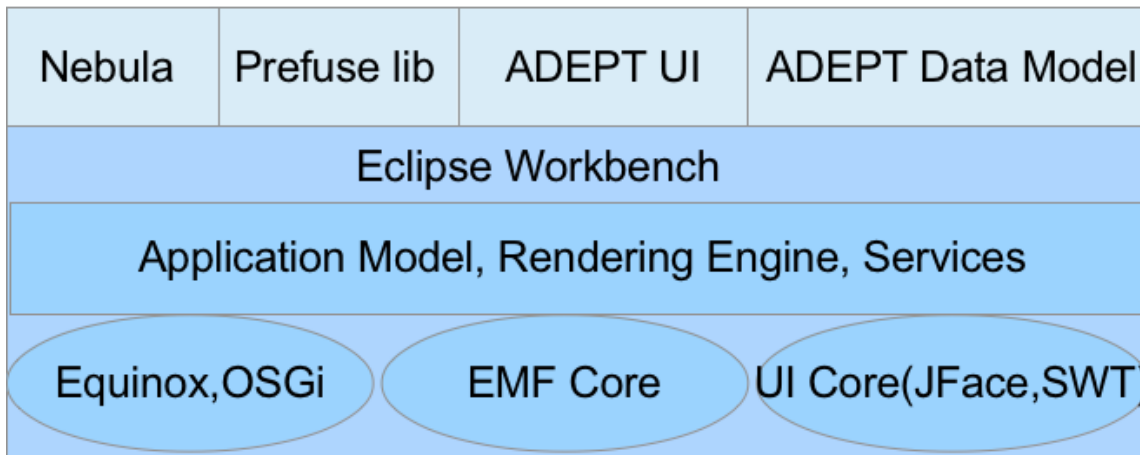 Nebula Prefuse lib ADEPT UI ADEPT Data Model
Eclipse Workbench
Application Model, Rendering Engine, Services
Equinox,OSGi EMF Core UI Core(JFace,SWT)